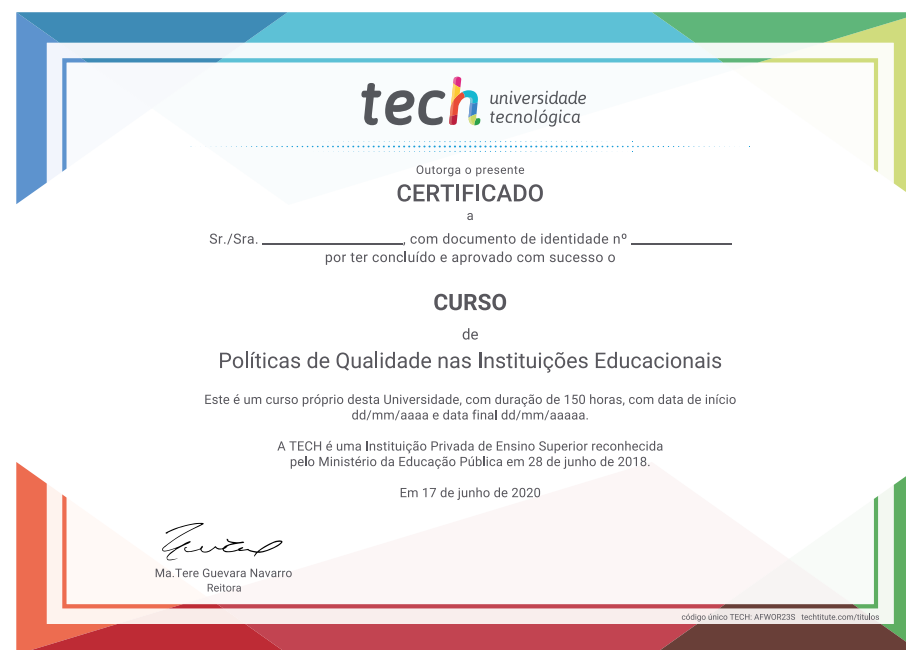 tech universidade
tecnológica
Outorga o presente
CERTIFICADO
a
Sr./Sra. ____________________, com documento de identidade nº ______________
por ter concluído e aprovado com sucesso o
CURSO
de
Políticas de Qualidade nas Instituições Educacionais
Este é um curso próprio desta Universidade, com duração de 150 horas, com data de início
dd/mm/aaaa e data final dd/mm/aaaaa.
A TECH é uma Instituição Privada de Ensino Superior reconhecida
pelo Ministério da Educação Pública em 28 de junho de 2018.
Em 17 de junho de 2020
Ma.Tere Guevara Navarro
Reitora
código único TECH: AFWOR23S techtitute.com/titulos